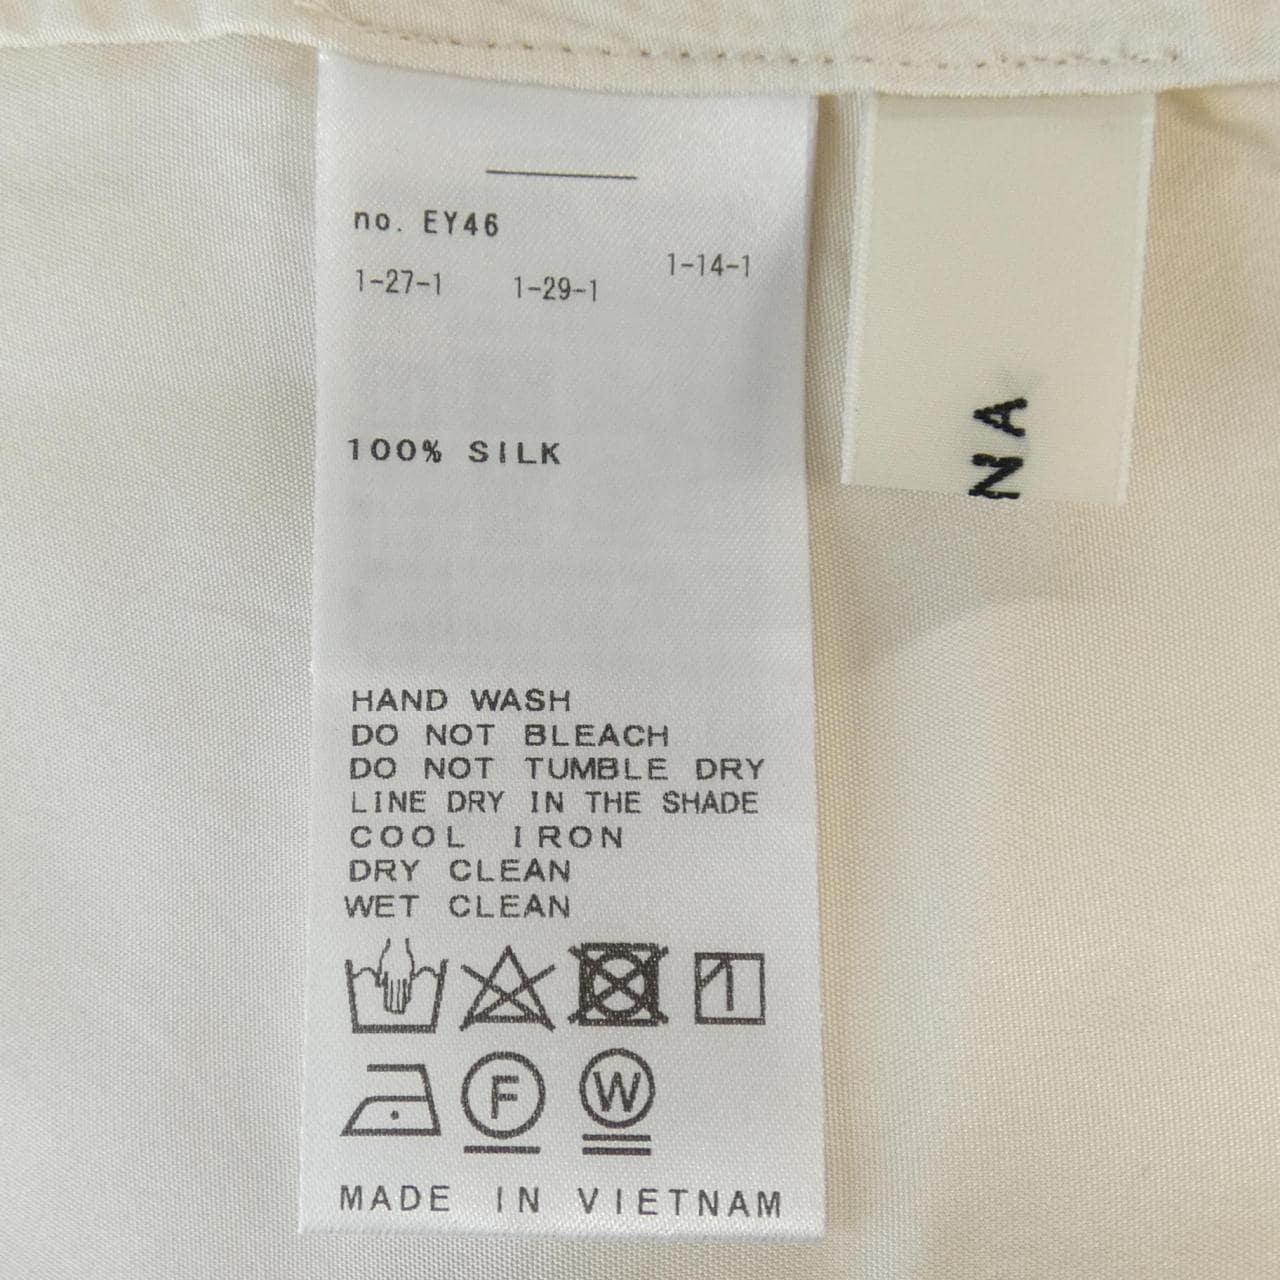 no. EY46
1-27-1 1-29-1 1-14-1
100% SILK
HAND WASH
DO NOT BLEACH
DO NOT TUMBLE DRY
LINE DRY IN THE SHADE
COOL IRON
DRY CLEAN
WET CLEAN
F W
MADE IN VIETNAM
NA